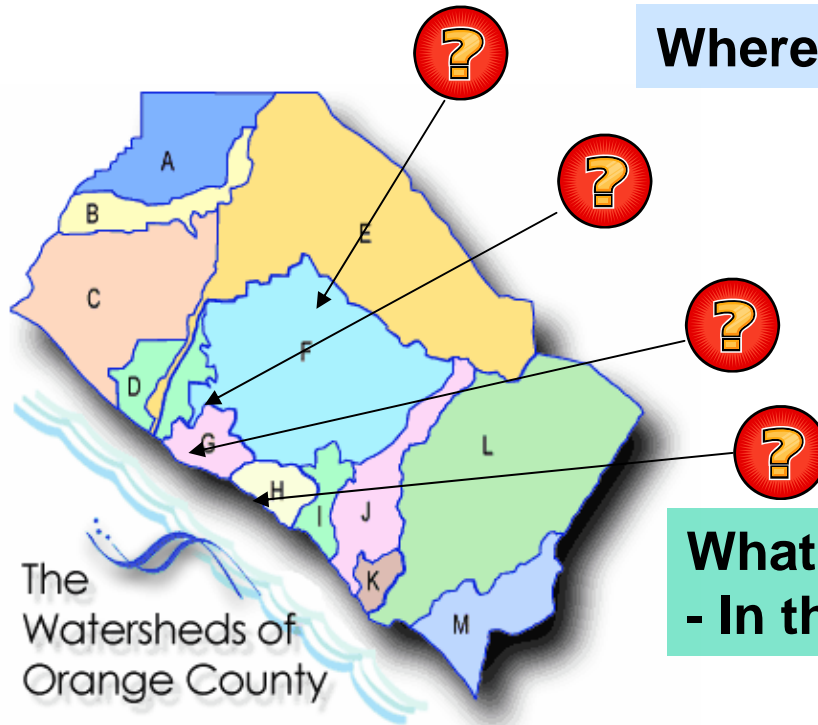 ?
Where
?
A
B
E
C
?
F
D
L
G
?
H
I
J
K
What
- In th
M
The
Watersheds of
Orange County